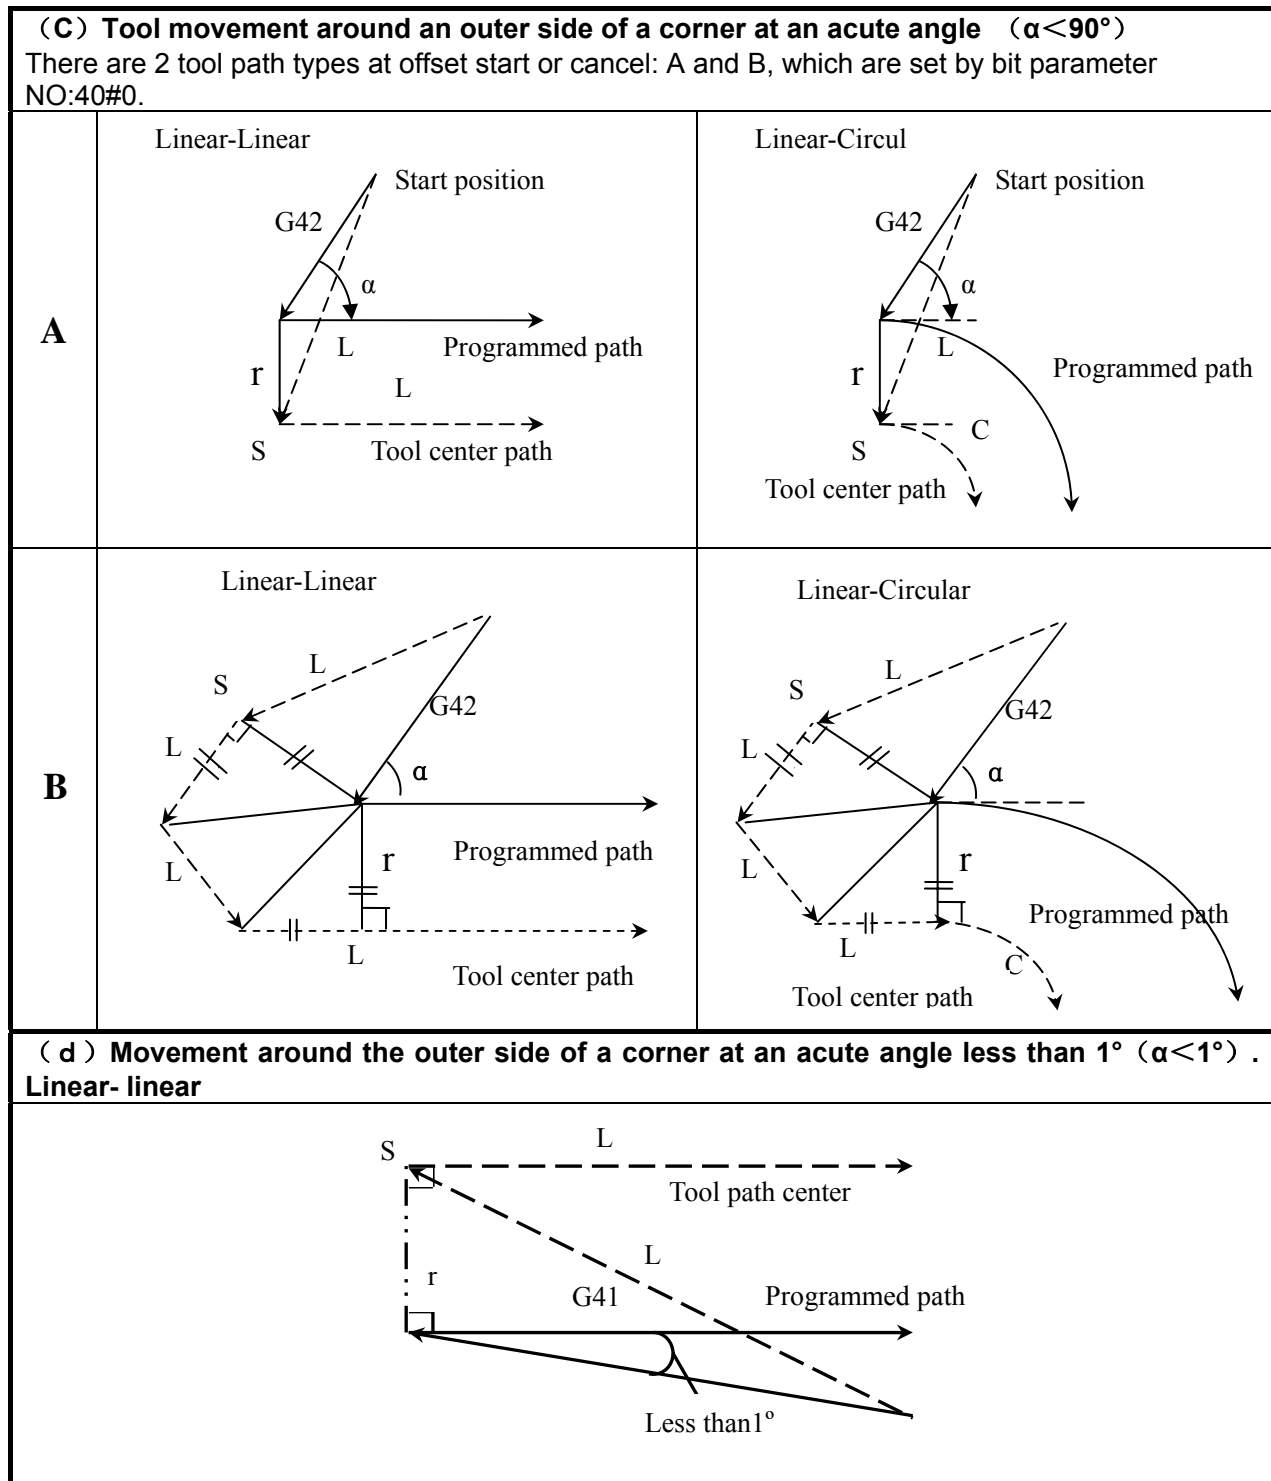 （C）Tool movement around an outer side of a corner at an acute angle （α＜90°）
There are 2 tool path types at offset start or cancel: A and B, which are set by bit parameter
NO:40#0.
A
Linear-Linear
Start position
G42
α
L
Programmed path
r
L
S
Tool center path
Linear-Circul
Start position
G42
α
L
Programmed path
r
C
S
Tool center path
B
Linear-Linear
L
S
G42
L
α
r
Programmed path
L
L
Tool center path
Linear-Circular
L
S
G42
L
α
r
L
Programmed path
L
C
Tool center path
（ｄ）Movement around the outer side of a corner at an acute angle less than 1°（α＜1°）.
Linear- linear
S
L
Tool path center
L
r
G41
Programmed path
Less than1°